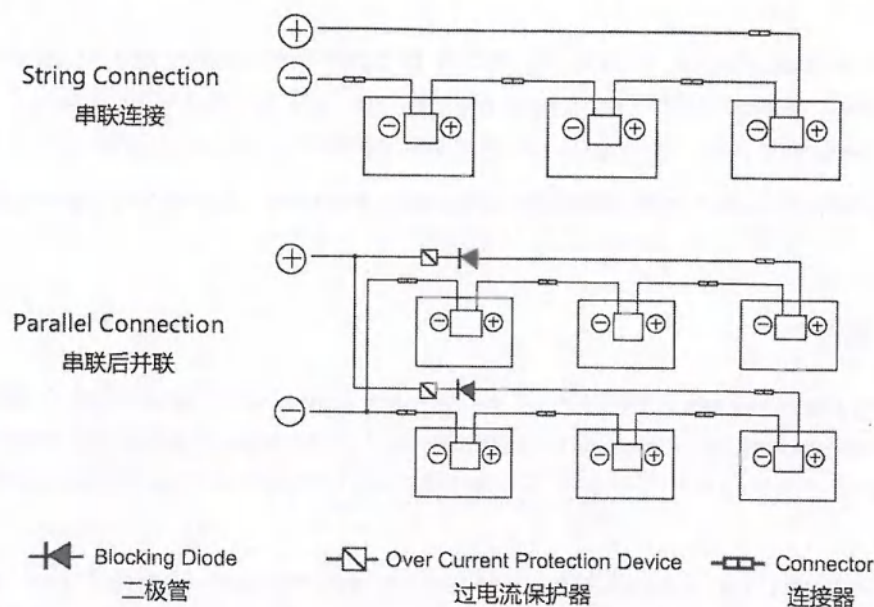 String Connection
串联连接
Parallel Connection
串联后并联
Blocking Diode
二极管
Over Current Protection Device
过电流保护器
Connector
连接器